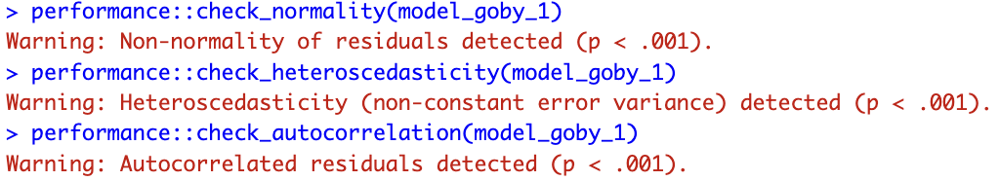 > performance::check_normality(model_goby_1)
Warning: Non-normality of residuals detected (p < .001).
> performance::check_heteroscedasticity(model_goby_1)
Warning: Heteroscedasticity (non-constant error variance) detected (p < .001).
> performance::check_autocorrelation(model_goby_1)
Warning: Autocorrelated residuals detected (p < .001).